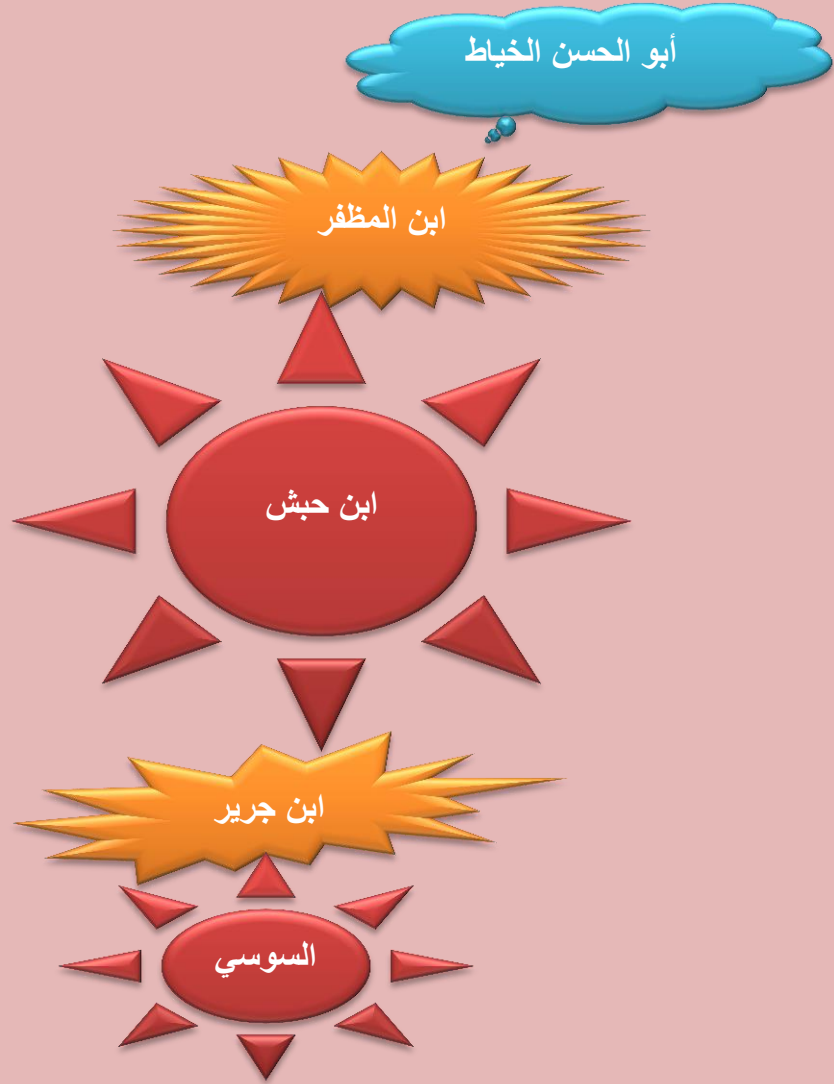 أبو الحسن الخياط
ابن المظفر
ابن حبش
ابن جرير
السوسي